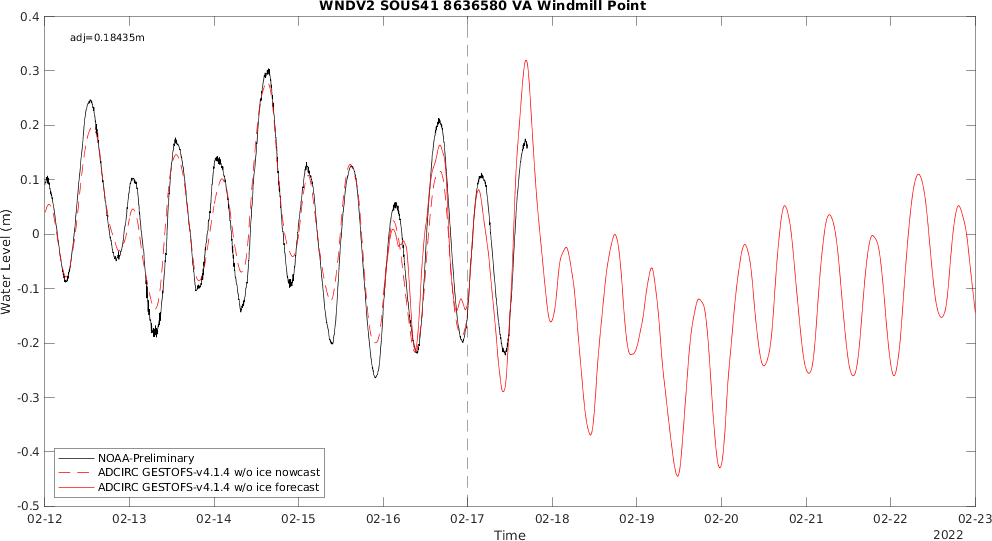 WNDV2 SOUS41 8636580 VA Windmill Point
adj=0.18435m
0.4
0.3
0.2
0.1
0
-0.1
-0.2
-0.3
-0.4
-0.5
Water Level (m)
NOAA-Preliminary
ADCIRC GESTOFS-v4.1.4 w/o ice nowcast
ADCIRC GESTOFS-v4.1.4 w/o ice forecast
02-12 02-13 02-14 02-15 02-16 02-17 02-18 02-19 02-20 02-21 02-22 02-23
Time
2022